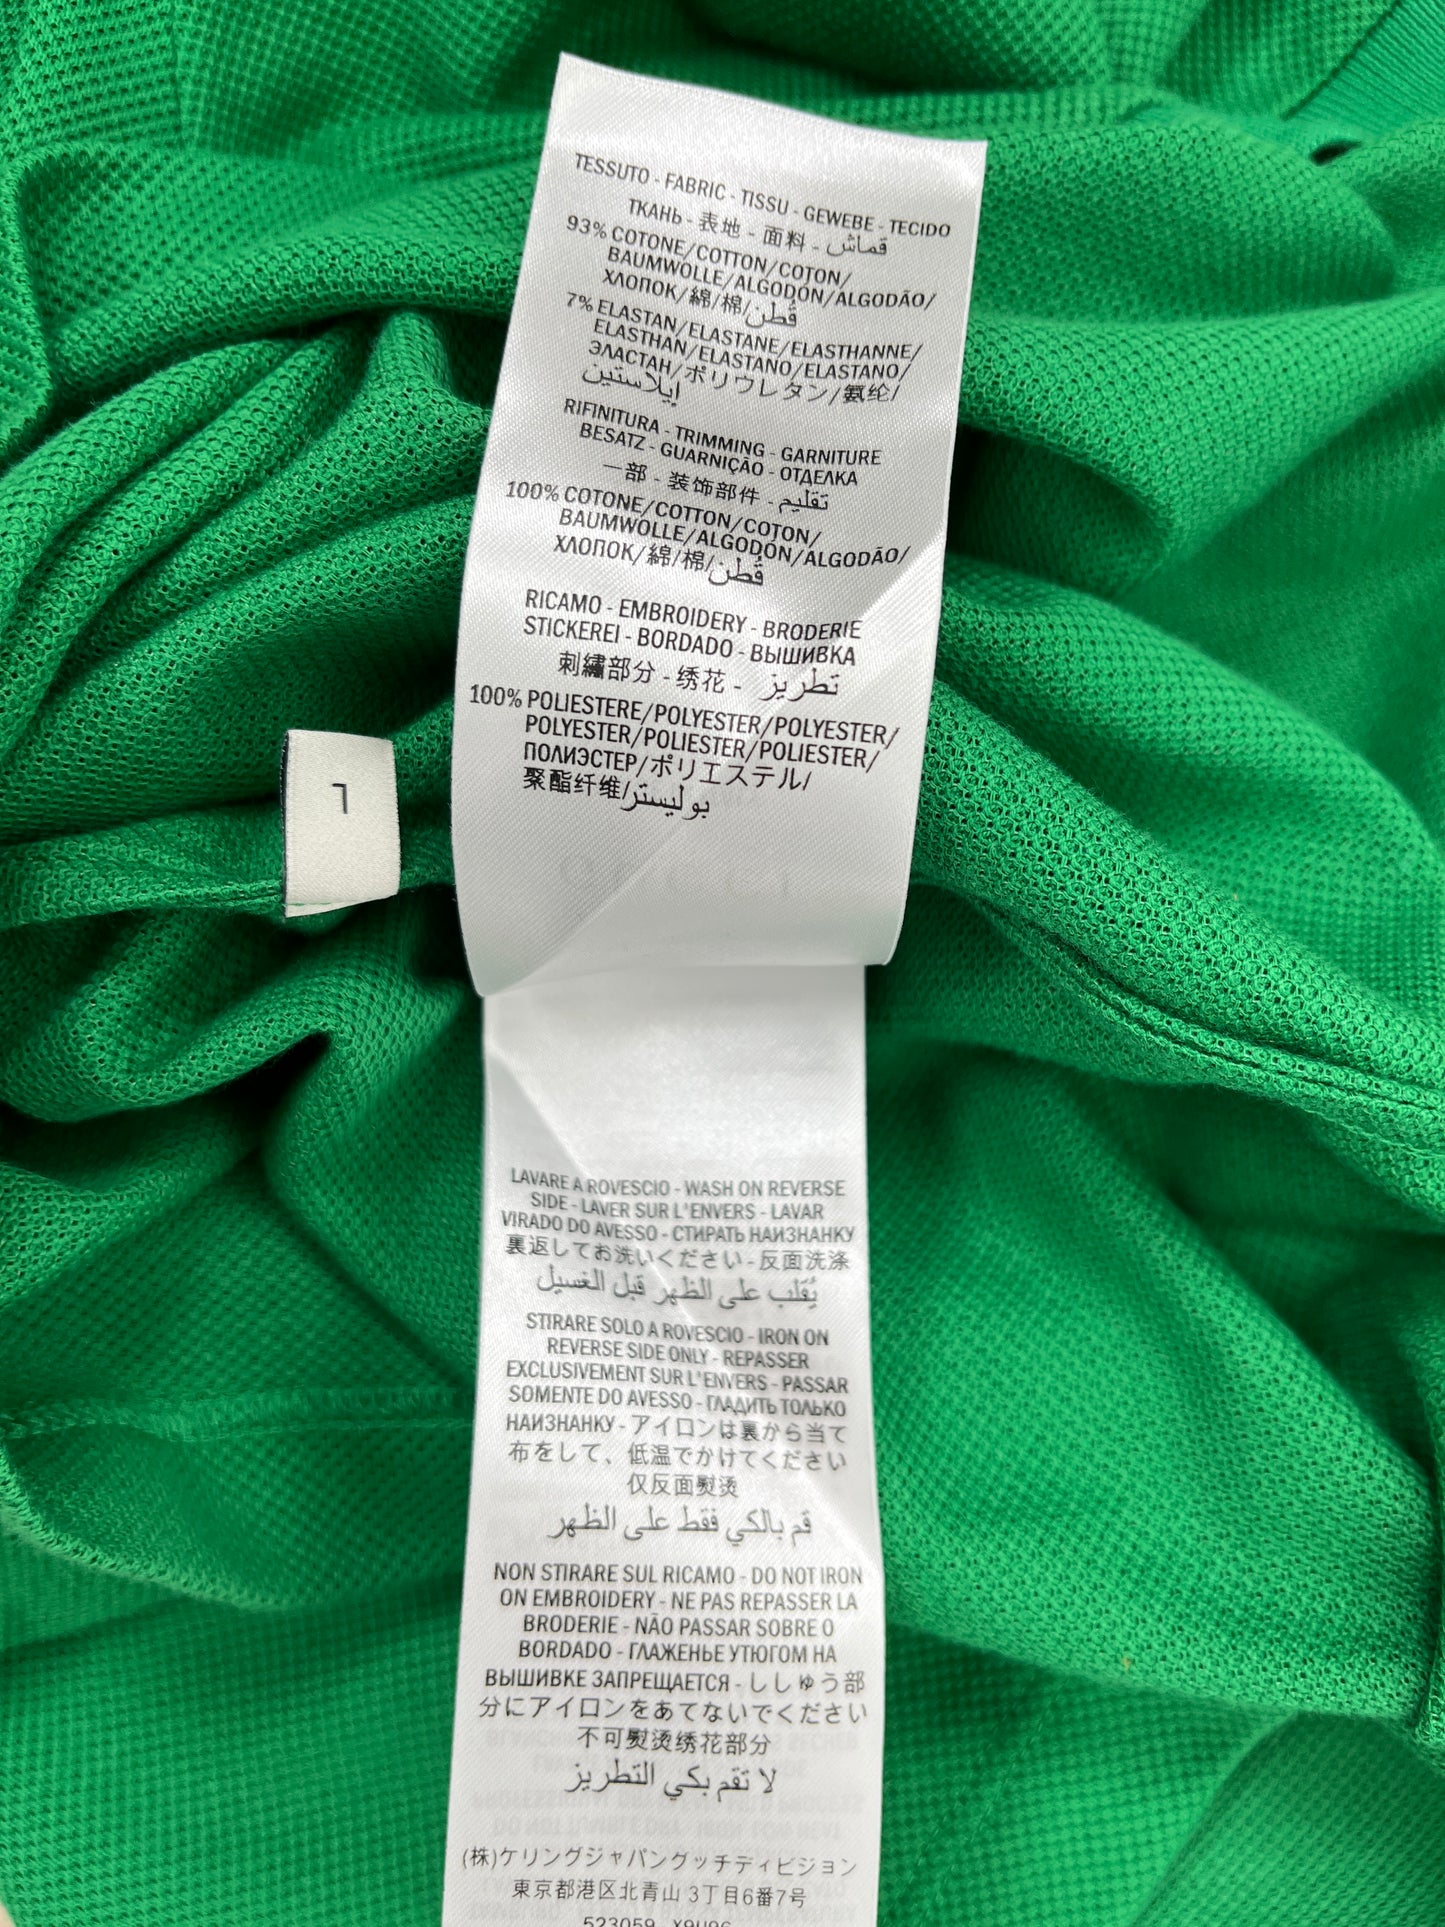 TESSUTO - FABRIC - TISSU - GEWEBE - TECIDO
ТКАНЬ - 表地 - 面料 - قماش
93% COTONE/COTTON/COTON/
BAUMWOLLE/ALGODÓN/ALGODÃO/
ХЛОПОК/綿/棉/قُطن
7% ELASTAN/ELASTANE/ELASTHANNE/
ELASTHAN/ELASTANO/ELASTANO/
ЭЛАСТАН/ポリウレタン/氨纶/
إيلاستين
RIFINITURA - TRIMMING - GARNITURE
BESATZ - GUARNIÇÃO - ОТДЕЛКА
一部 - 装饰部件 - تقليم
100% COTONE/COTTON/COTON/
BAUMWOLLE/ALGODÓN/ALGODÃO/
ХЛОПОК/綿/棉/قُطن
RICAMO - EMBROIDERY - BRODERIE
STICKEREI - BORDADO - ВЫШИВКА
刺繡部分 - 绣花 - تطريز
100% POLIESTERE/POLYESTER/POLYESTER/
POLYESTER/POLIESTER/POLIESTER/
ПОЛИЭСТЕР/ポリエステル/
聚酯纤维/بوليستر
L
LAVARE A ROVESCIO - WASH ON REVERSE
SIDE - LAVER SUR L'ENVERS - LAVAR
VIRADO DO AVESSO - СТИРАТЬ НАИЗНАНКУ
裏返してお洗いください - 反面洗涤
يُقلب على الظهر قبل الغسيل
STIRARE SOLO A ROVESCIO - IRON ON
REVERSE SIDE ONLY - REPASSER
EXCLUSIVEMENT SUR L'ENVERS - PASSAR
SOMENTE DO AVESSO - ГЛАДИТЬ ТОЛЬКО
НАИЗНАНКУ - アイロンは裏から当て
布をして、低温でかけてください
仅反面熨烫
قم بالكي فقط على الظهر
NON STIRARE SUL RICAMO - DO NOT IRON
ON EMBROIDERY - NE PAS REPASSER LA
BRODERIE - NÃO PASSAR SOBRE O
BORDADO - ГЛАЖЕНЬЕ УТЮГОМ НА
ВЫШИВКЕ ЗАПРЕЩАЕТСЯ - ししゅう部
分にアイロンをあてないでください
不可熨烫绣花部分
لا تقم بكي التطريز
(株)ケリングジャパングッチディビジョン
東京都港区北青山 3丁目6番7号
523059 X9U96